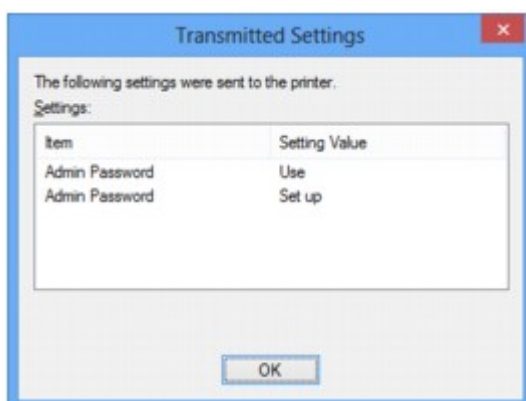 Transmitted Settings
The following settings were sent to the printer.
Settings:
Item Setting Value
Admin Password Use
Admin Password Set up
OK